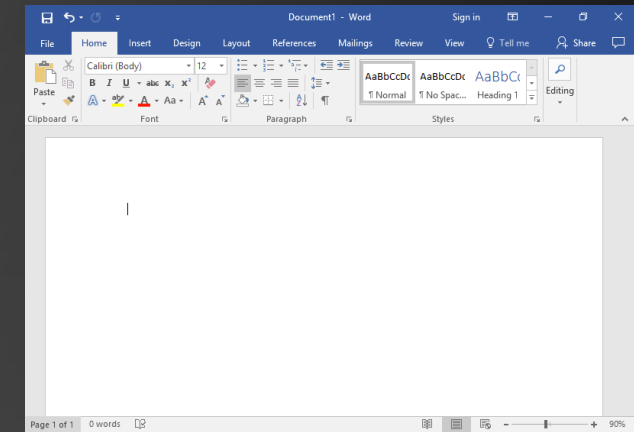 Document1 - Word
Sign in
File Home Insert Design Layout References Mailings Review View Tell me Share
Paste
Calibri (Body) 12
B I U abc X₂ X²
A aby A Aa A A
AaBbCcDc AaBbCcDc AaBbCc
¶ Normal ¶ No Spac... Heading 1
Editing
Clipboard Font Paragraph Styles
Page 1 of 1 0 words 90%